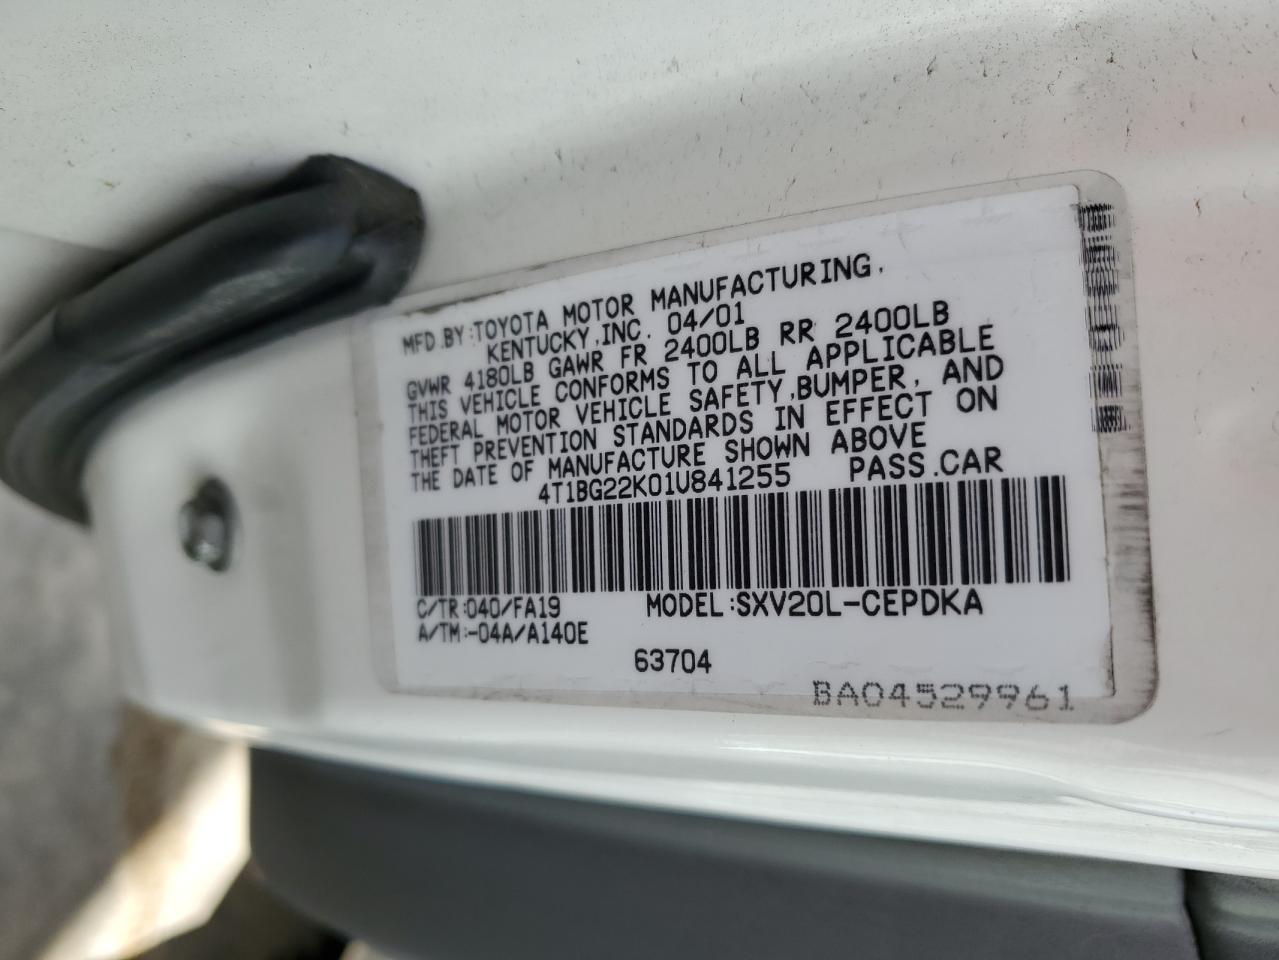 MFD.BY:TOYOTA MOTOR MANUFACTURING,
KENTUCKY,INC. 04/01
GVWR 4180LB GAWR FR 2400LB RR 2400LB
THIS VEHICLE CONFORMS TO ALL APPLICABLE
FEDERAL MOTOR VEHICLE SAFETY,BUMPER, AND
THEFT PREVENTION STANDARDS IN EFFECT ON
THE DATE OF MANUFACTURE SHOWN ABOVE
4T1BG22K01U841255 PASS.CAR
C/TR:040/FA19 MODEL:SXV20L-CEPDKA
A/TM:-04A/A140E
63704
BA04529961